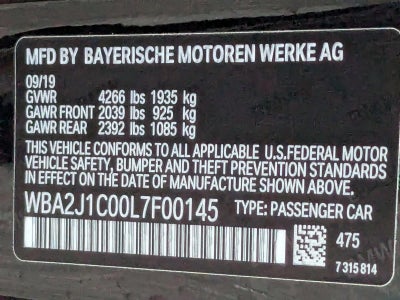 MFD BY BAYERISCHE MOTOREN WERKE AG
09/19
GVWR 4266 lbs 1935 kg
GAWR FRONT 2039 lbs 925 kg
GAWR REAR 2392 lbs 1085 kg
THIS VEHICLE CONFORMS TO ALL APPLICABLE U.S.FEDERAL MOTOR
VEHICLE SAFETY, BUMPER AND THEFT PREVENTION STANDARDS
IN EFFECT ON THE DATE OF MANUFACTURE SHOWN ABOVE.
WBA2J1C00L7F00145 TYPE: PASSENGER CAR
475
7 315 814